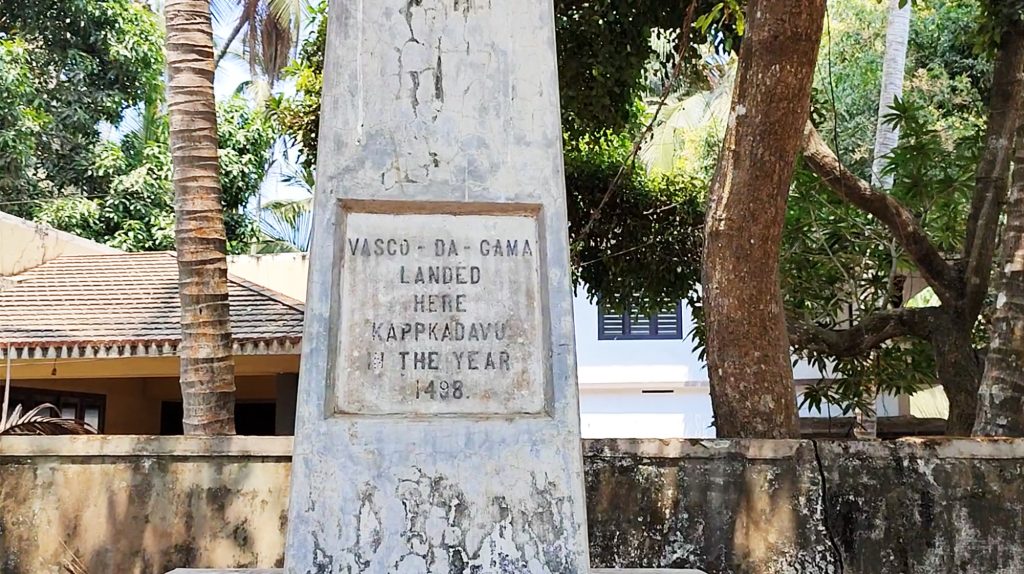 VASCO - DA - GAMA
LANDED
HERE
KAPPKADAVU
IN THE YEAR
1498.